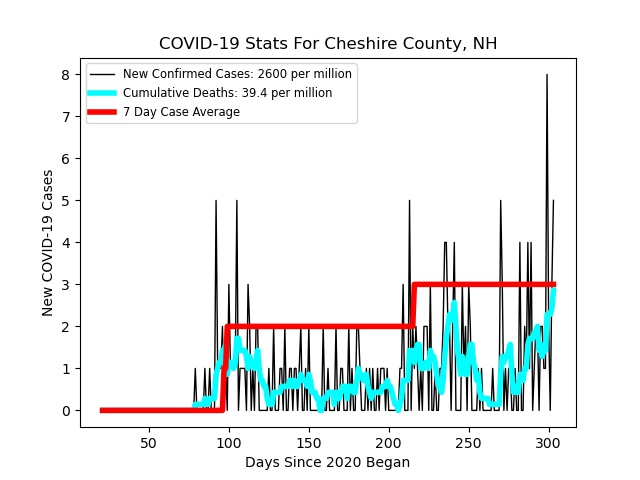 COVID-19 Stats For Cheshire County, NH
New Confirmed Cases: 2600 per million
Cumulative Deaths: 39.4 per million
7 Day Case Average
New COVID-19 Cases
8
7
6
5
4
3
2
1
0
50 100 150 200 250 300
Days Since 2020 Began